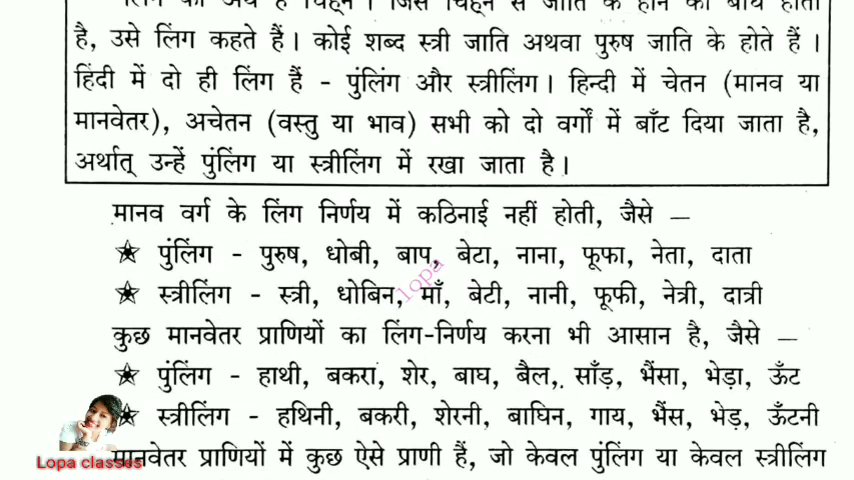 लिंग का अर्थ है चिह्न। जिस चिह्न से जाति के होने का बोध होता
है, उसे लिंग कहते हैं। कोई शब्द स्त्री जाति अथवा पुरुष जाति के होते हैं।
हिंदी में दो ही लिंग हैं - पुंलिंग और स्त्रीलिंग। हिन्दी में चेतन (मानव या
मानवेतर), अचेतन (वस्तु या भाव) सभी को दो वर्गों में बाँट दिया जाता है,
अर्थात् उन्हें पुंलिंग या स्त्रीलिंग में रखा जाता है।
मानव वर्ग के लिंग निर्णय में कठिनाई नहीं होती, जैसे –
★ पुंलिंग - पुरुष, धोबी, बाप, बेटा, नाना, फूफा, नेता, दाता
★ स्त्रीलिंग - स्त्री, धोबिन, माँ, बेटी, नानी, फूफी, नेत्री, दात्री
lopa
कुछ मानवेतर प्राणियों का लिंग-निर्णय करना भी आसान है, जैसे –
★ पुंलिंग - हाथी, बकरा, शेर, बाघ, बैल, साँड़, भैंसा, भेड़ा, ऊँट
★ स्त्रीलिंग - हथिनी, बकरी, शेरनी, बाघिन, गाय, भैंस, भेड़, ऊँटनी
मानवेतर प्राणियों में कुछ ऐसे प्राणी हैं, जो केवल पुंलिंग या केवल स्त्रीलिंग
Lopa classes